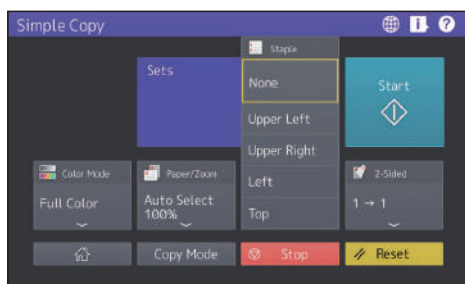 Simple Copy
i ?
Staple
Sets
None
Start
Upper Left
Upper Right
Color Mode
Paper/Zoom
2-Sided
Left
Full Color
Auto Select
100%
1 → 1
Top
Copy Mode
Stop
Reset